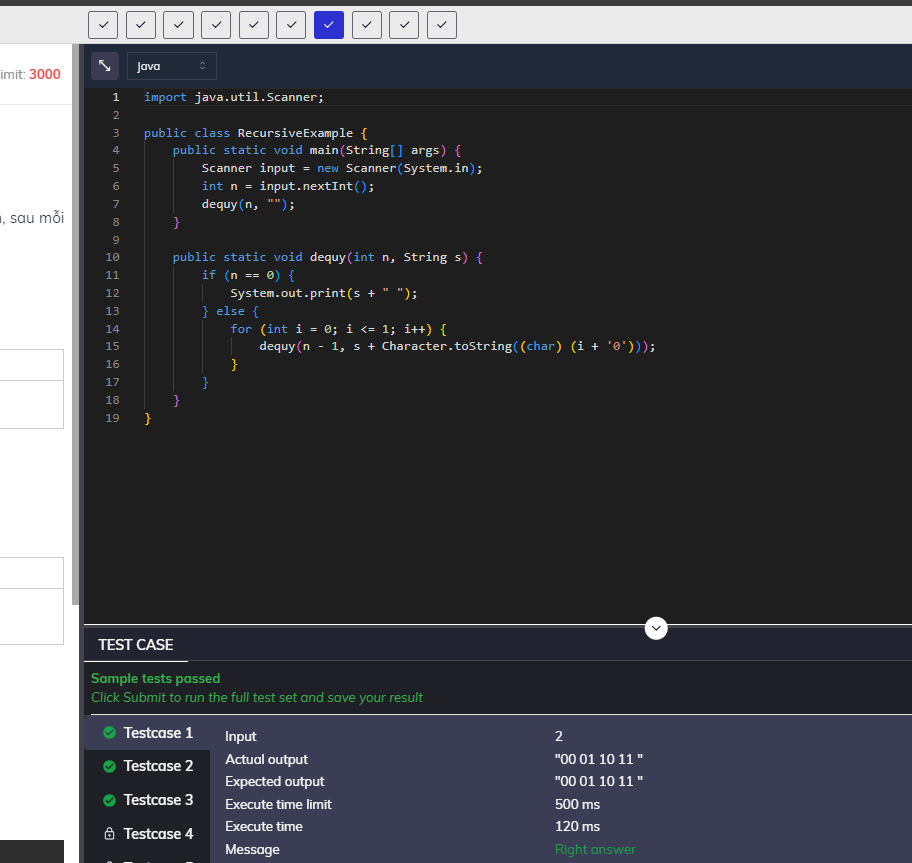 imit: 3000
, sau mỗi
Java
1 import java.util.Scanner;
2
3 public class RecursiveExample {
4 public static void main(String[] args) {
5 Scanner input = new Scanner(System.in);
6 int n = input.nextInt();
7 dequy(n, "");
8 }
9
10 public static void dequy(int n, String s) {
11 if (n == 0) {
12 System.out.print(s + " ");
13 } else {
14 for (int i = 0; i <= 1; i++) {
15 dequy(n - 1, s + Character.toString((char) (i + '0')));
16 }
17 }
18 }
19 }
TEST CASE
Sample tests passed
Click Submit to run the full test set and save your result
Testcase 1
Testcase 2
Testcase 3
Testcase 4
Input 2
Actual output "00 01 10 11 "
Expected output "00 01 10 11 "
Execute time limit 500 ms
Execute time 120 ms
Message Right answer